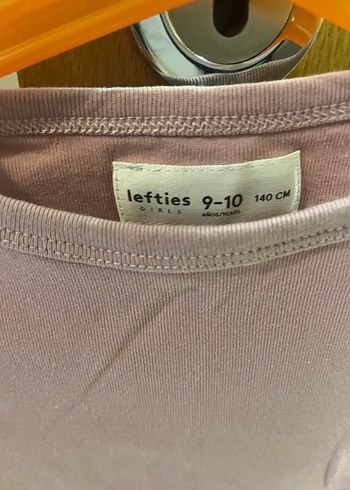 lefties 9-10 140 CM
GIRLS AÑOS/YEARS